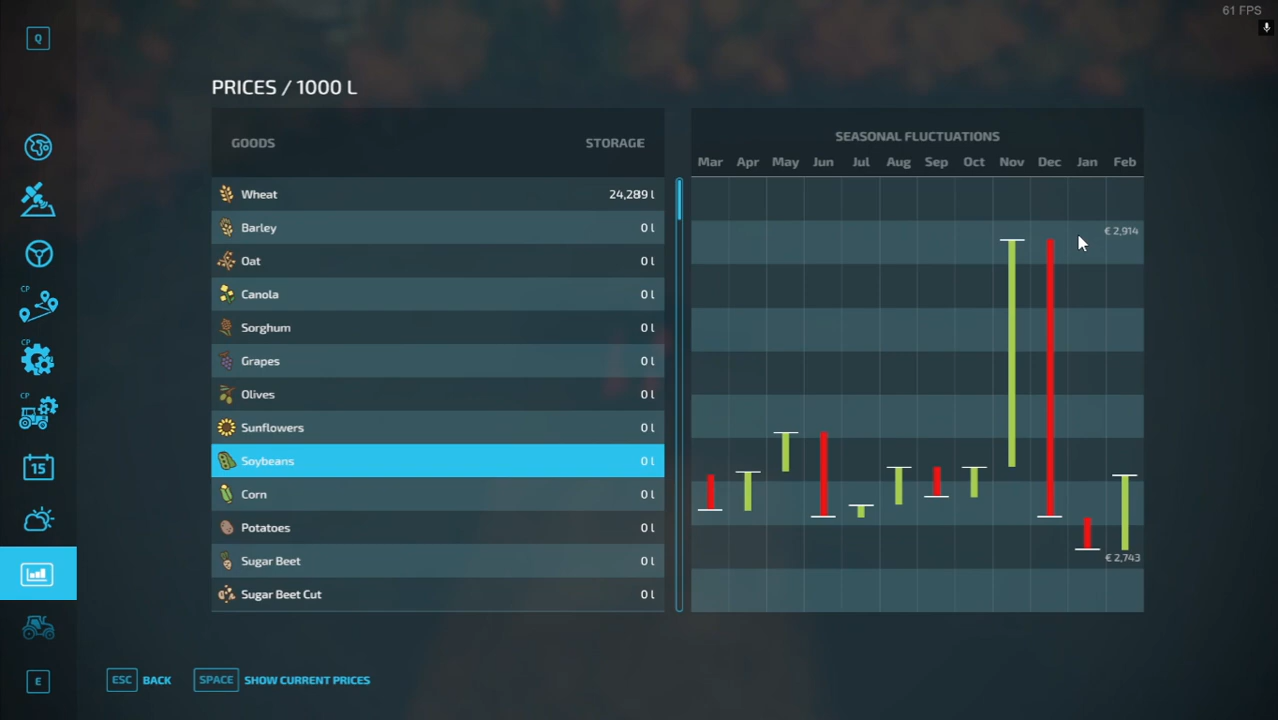 61 FPS
Q
PRICES / 1000 L
GOODS STORAGE
SEASONAL FLUCTUATIONS
Mar Apr May Jun Jul Aug Sep Oct Nov Dec Jan Feb
Wheat 24,289 l
Barley 0 l
€ 2,914
Oat 0 l
Canola 0 l
CP
Sorghum 0 l
CP
Grapes 0 l
Olives 0 l
CP
Sunflowers 0 l
Soybeans 0 l
15
Corn 0 l
Potatoes 0 l
Sugar Beet 0 l
€ 2,743
Sugar Beet Cut 0 l
E
ESC BACK SPACE SHOW CURRENT PRICES